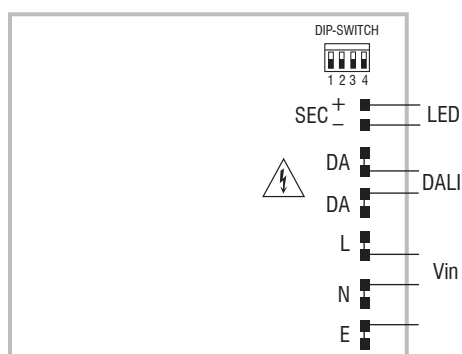 DIP-SWITCH
1 2 3 4
SEC + LED
−
DA
DALI
DA
L
Vin
N
E